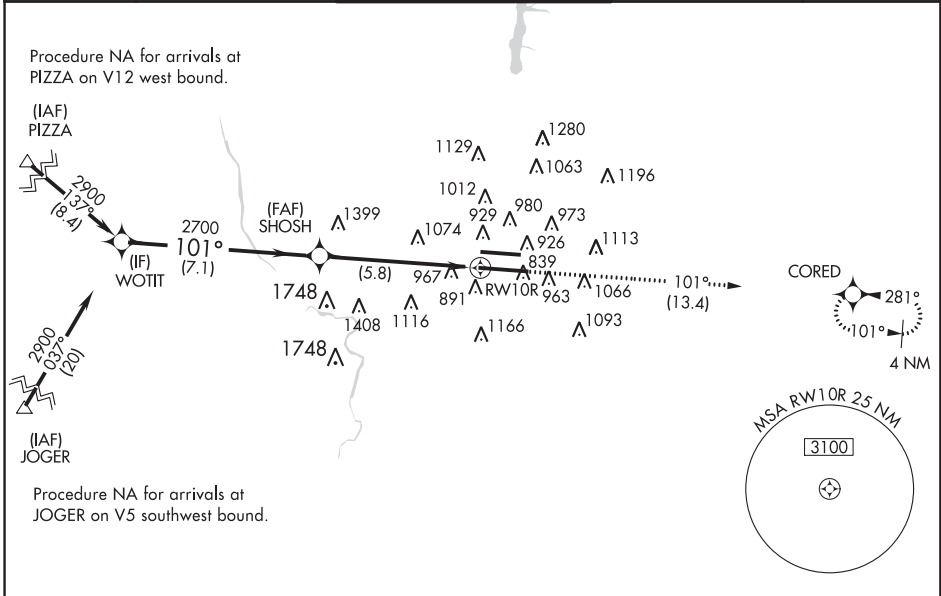 Procedure NA for arrivals at
PIZZA on V12 west bound.
(IAF)
PIZZA
2900
137°
(8.4)
(IF)
WOTIT
2700
101°
(7.1)
(FAF)
SHOSH
1399
1748
1408
1748
1116
1074
(5.8)
967
891
RW10R
1129
1280
1063
1196
1012
980
929
973
926
1113
839
963
1066
1166
1093
101°
(13.4)
CORED
281°
101°
4 NM
2900
037°
(20)
(IAF)
JOGER
Procedure NA for arrivals at
JOGER on V5 southwest bound.
MSA RW10R 25 NM
3100